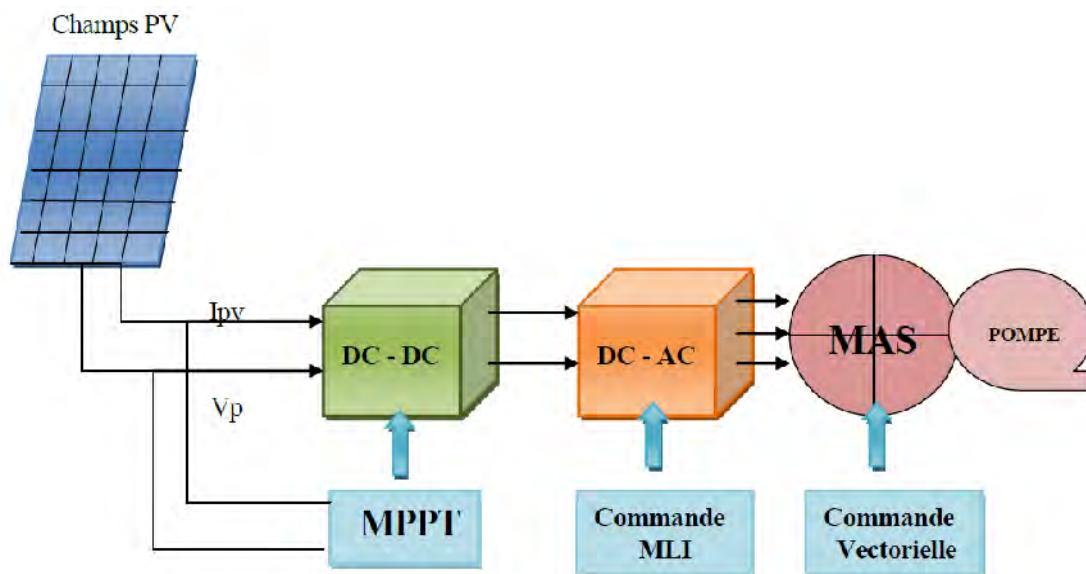 Champs PV
Ipv
Vp
DC - DC
DC - AC
MAS
POMPE
MPPT
Commande
MLI
Commande
Vectorielle